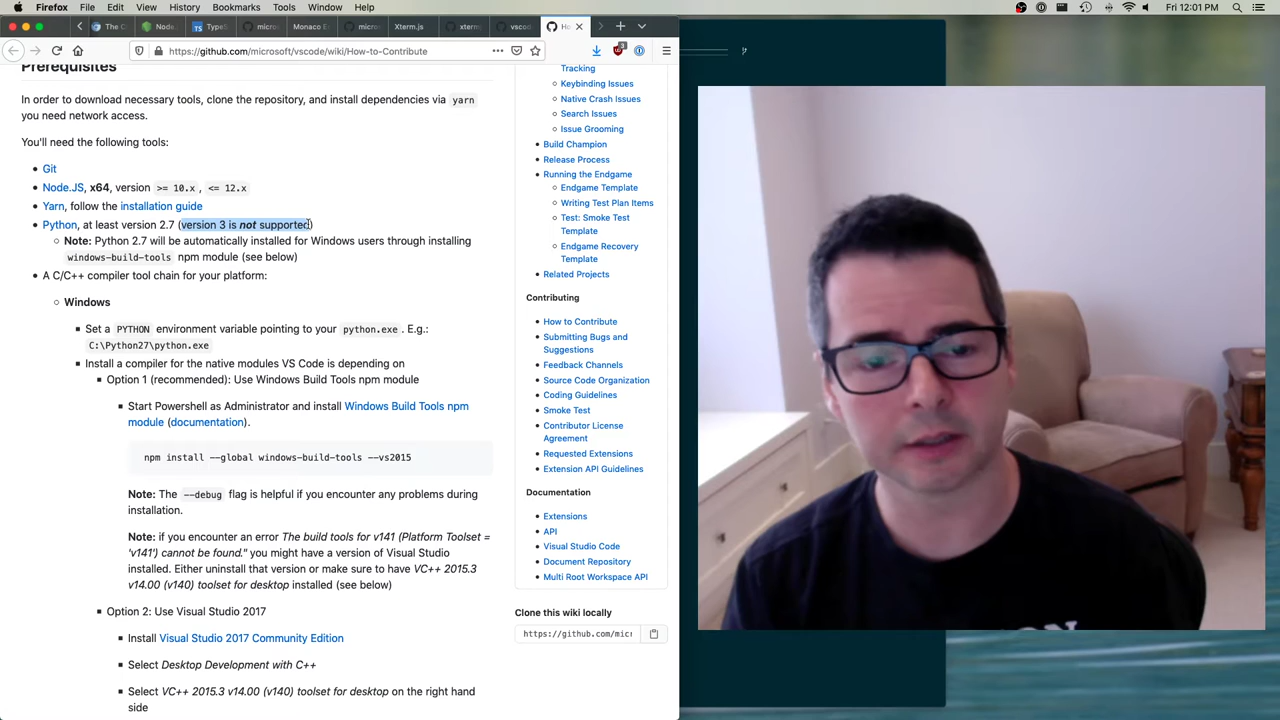 Firefox File Edit View History Bookmarks Tools Window Help
Fri 12:01 PM
The C
Node.
TypeS
micros
Monaco E
micros
Xterm.js
xterms
vscod
Ho
https://github.com/microsoft/vscode/wiki/How-to-Contribute
Prerequisites
In order to download necessary tools, clone the repository, and install dependencies via yarn
you need network access.
You'll need the following tools:
Git
Node.JS, x64, version >= 10.x , <= 12.x
Yarn, follow the installation guide
Python, at least version 2.7 (version 3 is not supported)
Note: Python 2.7 will be automatically installed for Windows users through installing
windows-build-tools npm module (see below)
A C/C++ compiler tool chain for your platform:
Windows
Set a PYTHON environment variable pointing to your python.exe . E.g.:
C:\Python27\python.exe
Install a compiler for the native modules VS Code is depending on
Option 1 (recommended): Use Windows Build Tools npm module
Start Powershell as Administrator and install Windows Build Tools npm
module (documentation).
npm install --global windows-build-tools --vs2015
Note: The --debug flag is helpful if you encounter any problems during
installation.
Note: if you encounter an error The build tools for v141 (Platform Toolset =
'v141') cannot be found." you might have a version of Visual Studio
installed. Either uninstall that version or make sure to have VC++ 2015.3
v14.00 (v140) toolset for desktop installed (see below)
Option 2: Use Visual Studio 2017
Install Visual Studio 2017 Community Edition
Select Desktop Development with C++
Select VC++ 2015.3 v14.00 (v140) toolset for desktop on the right hand
side
Tracking
Keybinding Issues
Native Crash Issues
Search Issues
Issue Grooming
Build Champion
Release Process
Running the Endgame
Endgame Template
Writing Test Plan Items
Test: Smoke Test
Template
Endgame Recovery
Template
Related Projects
Contributing
How to Contribute
Submitting Bugs and
Suggestions
Feedback Channels
Source Code Organization
Coding Guidelines
Smoke Test
Contributor License
Agreement
Requested Extensions
Extension API Guidelines
Documentation
Extensions
API
Visual Studio Code
Document Repository
Multi Root Workspace API
Clone this wiki locally
https://github.com/micr